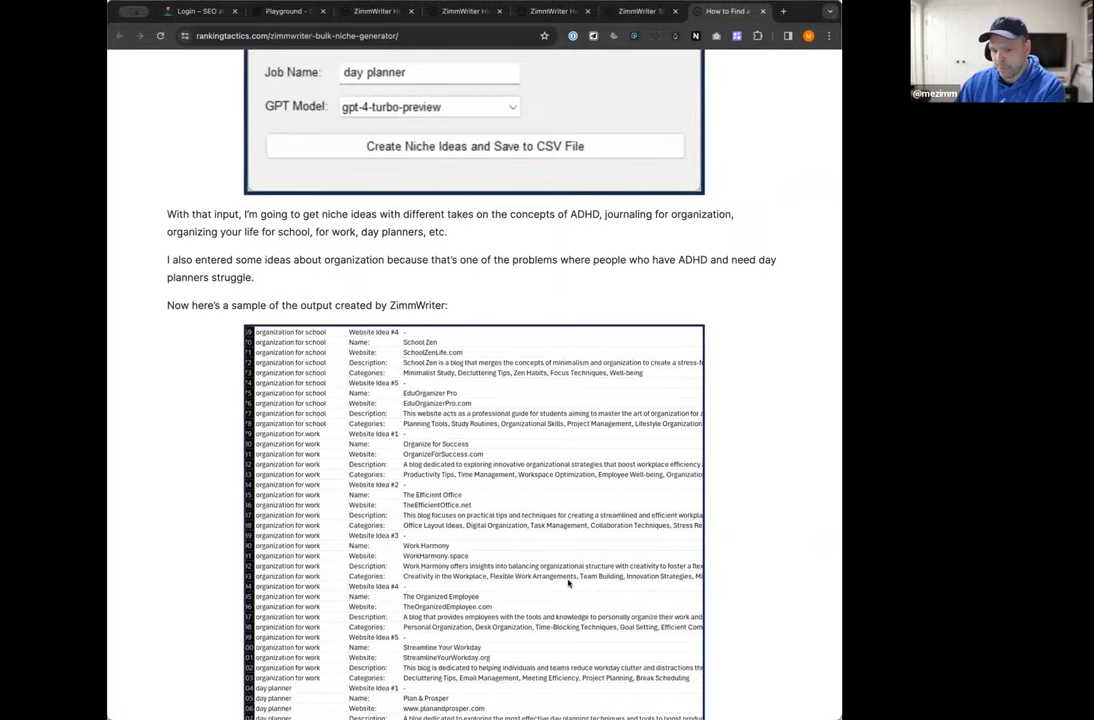 Login – SEO a
Playground – E
ZimmWriter He
ZimmWriter He
ZimmWriter He
ZimmWriter To
How to Find a
rankingtactics.com/zimmwriter-bulk-niche-generator/
M
@mezimm
Job Name: day planner
GPT Model: gpt-4-turbo-preview
Create Niche Ideas and Save to CSV File
With that input, I'm going to get niche ideas with different takes on the concepts of ADHD, journaling for organization,
organizing your life for school, for work, day planners, etc.
I also entered some ideas about organization because that's one of the problems where people who have ADHD and need day
planners struggle.
Now here's a sample of the output created by ZimmWriter:
organization for school Website Idea #4 -
organization for school Name: School Zen
organization for school Website: SchoolZenLife.com
organization for school Description: School Zen is a blog that merges the concepts of minimalism and organization to create a stress-f
organization for school Categories: Minimalist Study, Decluttering Tips, Zen Habits, Focus Techniques, Well-being
organization for school Website Idea #5 -
organization for school Name: EduOrganizer Pro
organization for school Website: EduOrganizerPro.com
organization for school Description: This website acts as a professional guide for students aiming to master the art of organization for a
organization for school Categories: Planning Tools, Study Routines, Organizational Skills, Project Management, Lifestyle Organization
organization for work Website Idea #1 -
organization for work Name: Organize for Success
organization for work Website: OrganizeForSuccess.com
organization for work Description: A blog dedicated to exploring innovative organizational strategies that boost workplace efficiency
organization for work Categories: Productivity Tips, Time Management, Workspace Optimization, Employee Well-being, Organizatio
organization for work Website Idea #2 -
organization for work Name: The Efficient Office
organization for work Website: TheEfficientOffice.net
organization for work Description: This blog focuses on practical tips and techniques for creating a streamlined and efficient workpla
organization for work Categories: Office Layout Ideas, Digital Organization, Task Management, Collaboration Techniques, Stress Re
organization for work Website Idea #3 -
organization for work Name: Work Harmony
organization for work Website: WorkHarmony.space
organization for work Description: Work Harmony offers insights into balancing organizational structure with creativity to foster a flex
organization for work Categories: Creativity in the Workplace, Flexible Work Arrangements, Team Building, Innovation Strategies, Mi
organization for work Website Idea #4 -
organization for work Name: The Organized Employee
organization for work Website: TheOrganizedEmployee.com
organization for work Description: A blog that provides employees with the tools and knowledge to personally organize their work and
organization for work Categories: Personal Organization, Desk Organization, Time-Blocking Techniques, Goal Setting, Efficient Com
organization for work Website Idea #5 -
organization for work Name: Streamline Your Workday
organization for work Website: StreamlineYourWorkday.org
organization for work Description: This blog is dedicated to helping individuals and teams reduce workday clutter and distractions thr
organization for work Categories: Decluttering Tips, Email Management, Meeting Efficiency, Project Planning, Break Scheduling
day planner Website Idea #1 -
day planner Name: Plan & Prosper
day planner Website: www.planandprosper.com
day planner Description: A blog dedicated to exploring the most effective day planning techniques and tools to boost produc